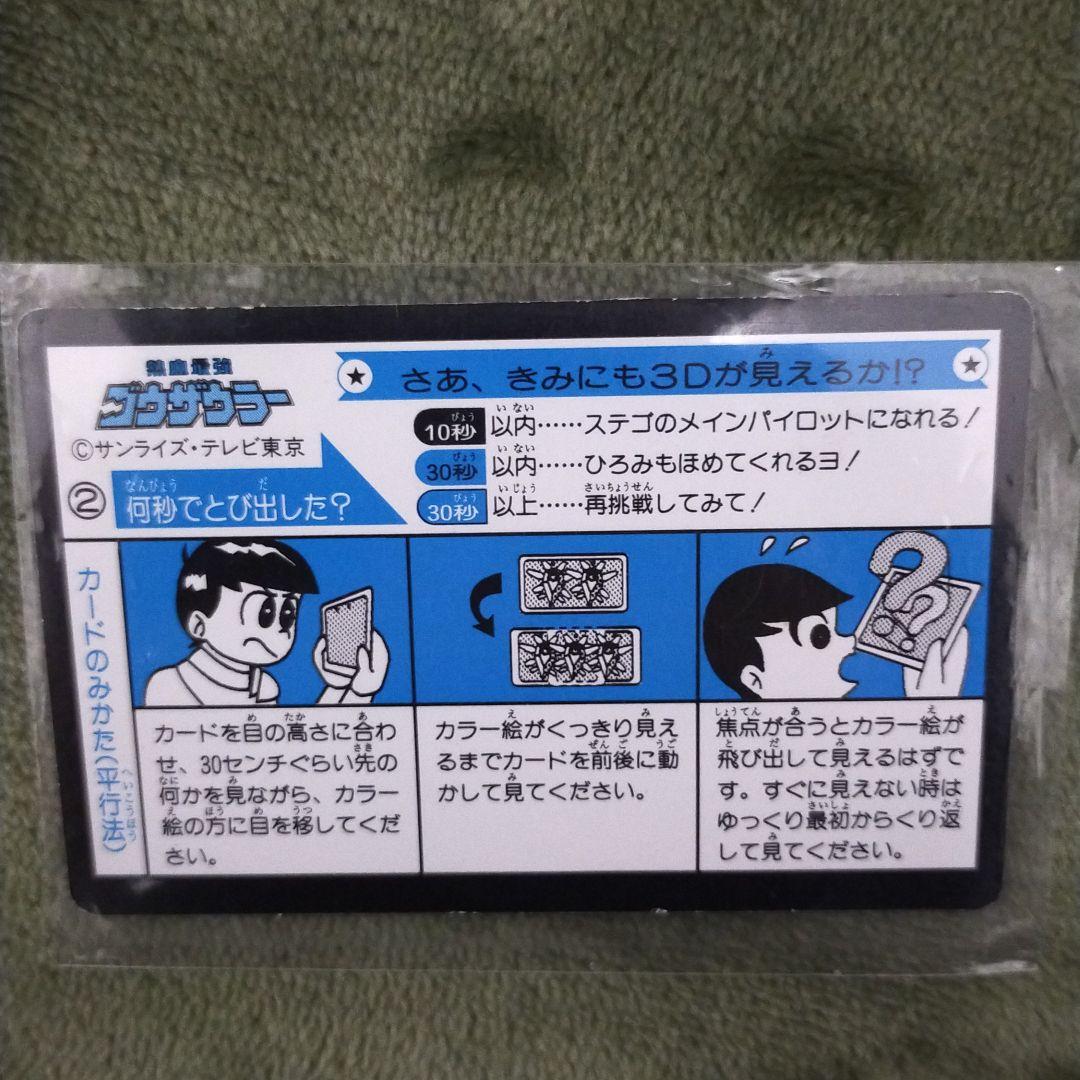 熱血最強
ゴウザウラー
©サンライズ・テレビ東京
さあ、きみにも3Dが見えるか!?
10秒以内……ステゴのメインパイロットになれる!
30秒以内……ひろみもほめてくれるヨ!
30秒以上……再挑戦してみて!
②
何秒でとび出した?
カードのみかた(平行法)
カードを目の高さに合わ
せ、30センチぐらい先の
何かを見ながら、カラー
絵の方に目を移してくだ
さい。
カラー絵がくっきり見え
るまでカードを前後に動
かして見てください。
焦点が合うとカラー絵が
飛び出して見えるはずで
す。すぐに見えない時は
ゆっくり最初からくり返
して見てください。